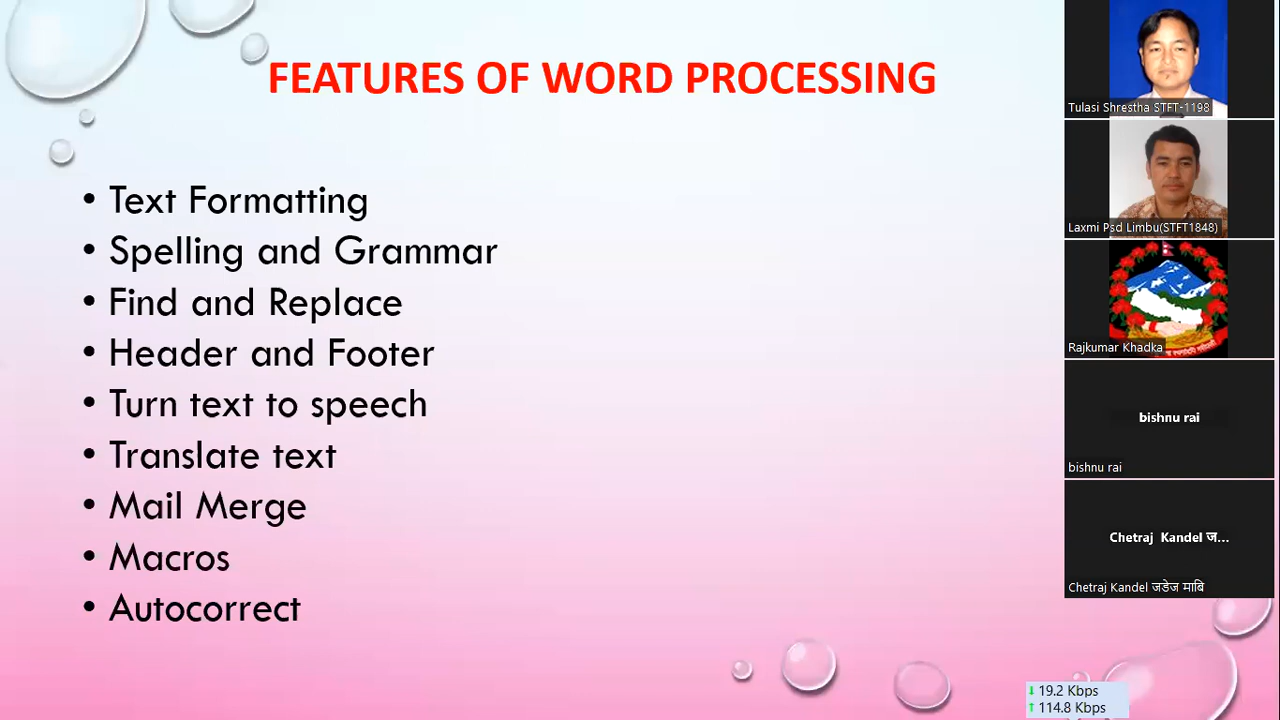 FEATURES OF WORD PROCESSING
• Text Formatting
• Spelling and Grammar
• Find and Replace
• Header and Footer
• Turn text to speech
• Translate text
• Mail Merge
• Macros
• Autocorrect
Tulasi Shrestha STFT-1198
Laxmi Psd Limbu(STFT1848)
Rajkumar Khadka
bishnu rai
bishnu rai
Chetraj Kandel ज...
Chetraj Kandel जडेज माबि
19.2 Kbps
114.8 Kbps